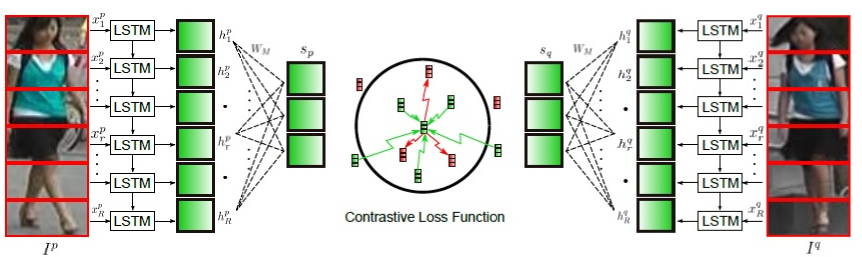 x_1^p LSTM h_1^p W_M s_p s_q W_M h_1^q LSTM x_1^q
x_2^p LSTM h_2^p h_2^q LSTM x_2^q
LSTM LSTM
x_r^p LSTM h_r^p h_r^q LSTM x_r^q
LSTM LSTM
x_R^p LSTM h_R^p Contrastive Loss Function h_R^q LSTM x_R^q
I^p I^q